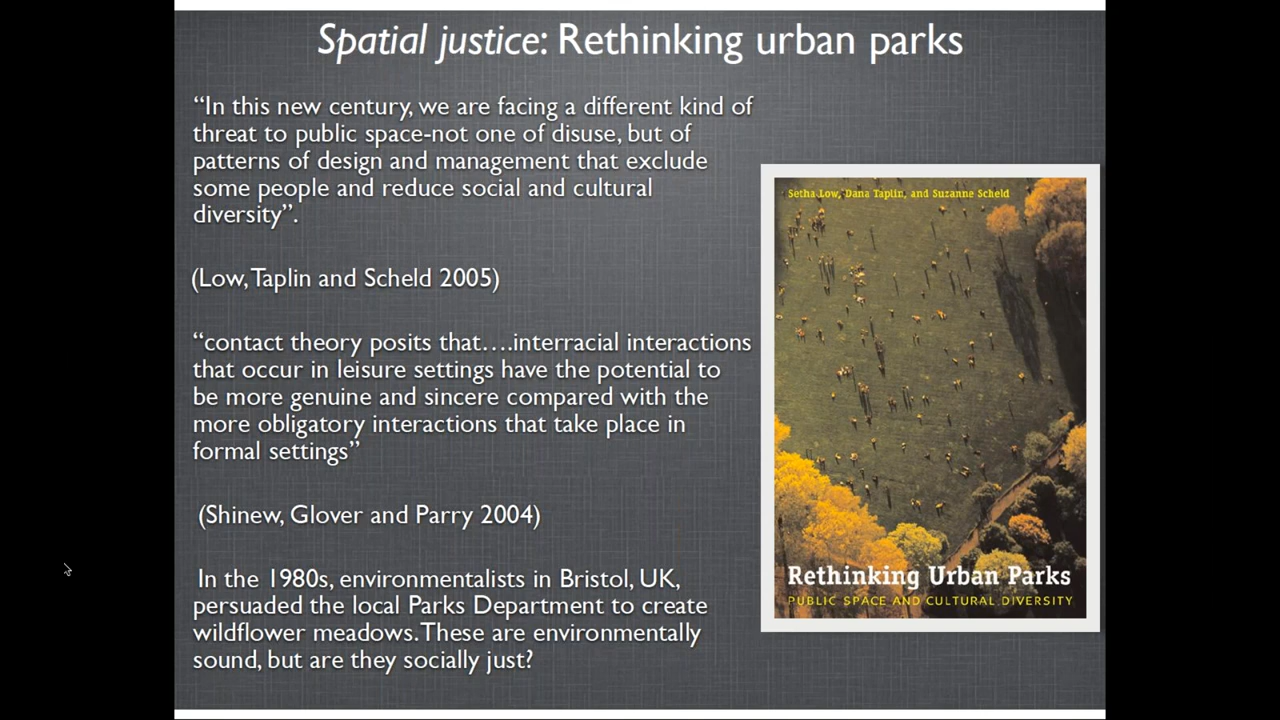 Spatial justice: Rethinking urban parks
“In this new century, we are facing a different kind of
threat to public space-not one of disuse, but of
patterns of design and management that exclude
some people and reduce social and cultural
diversity”.
(Low, Taplin and Scheld 2005)
“contact theory posits that….interracial interactions
that occur in leisure settings have the potential to
be more genuine and sincere compared with the
more obligatory interactions that take place in
formal settings”
(Shinew, Glover and Parry 2004)
In the 1980s, environmentalists in Bristol, UK,
persuaded the local Parks Department to create
wildflower meadows. These are environmentally
sound, but are they socially just?
Setha Low, Dana Taplin, and Suzanne Scheld
Rethinking Urban Parks
PUBLIC SPACE AND CULTURAL DIVERSITY